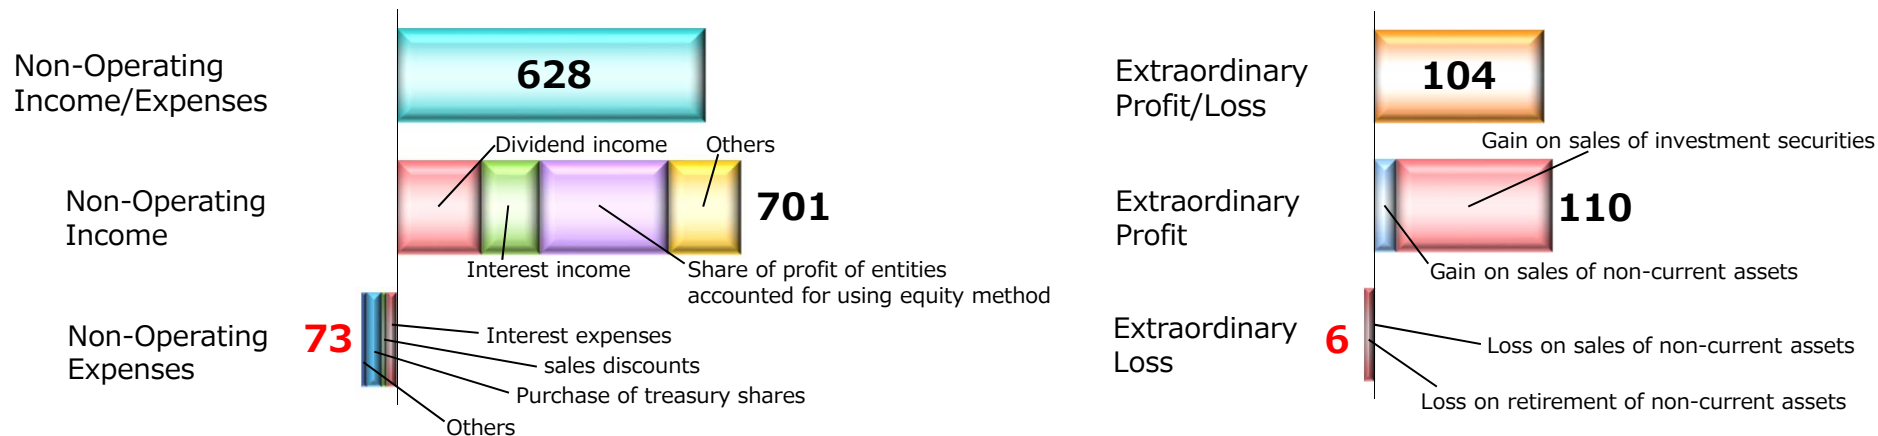 Non-Operating
Income/Expenses
628
Dividend income
Others
Non-Operating
Income
701
Interest income
Share of profit of entities
accounted for using equity method
Non-Operating
Expenses
73
Interest expenses
sales discounts
Purchase of treasury shares
Others
Extraordinary
Profit/Loss
104
Gain on sales of investment securities
Extraordinary
Profit
110
Gain on sales of non-current assets
Extraordinary
Loss
6
Loss on sales of non-current assets
Loss on retirement of non-current assets